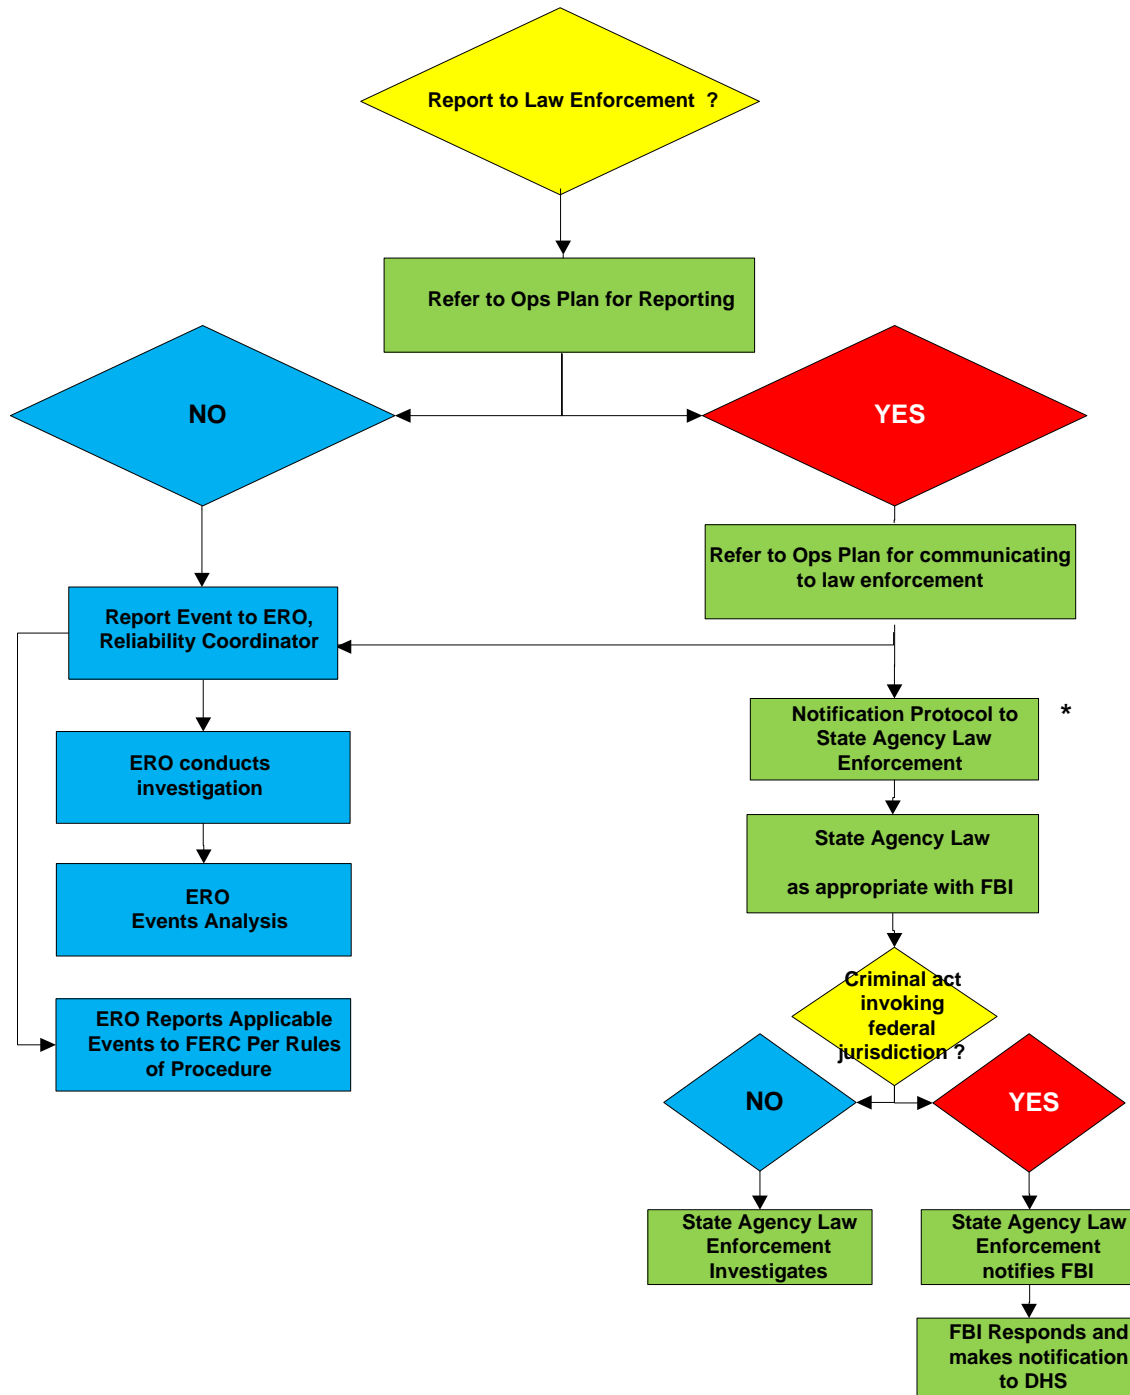 Report to Law Enforcement  ?
Refer to Ops Plan for Reporting
NO
YES
Refer to Ops Plan for communicating
to law enforcement
Report Event to ERO,
Reliability Coordinator
Notification Protocol to
State Agency Law
Enforcement
*
ERO conducts
investigation
State Agency Law
as appropriate with FBI
ERO
Events Analysis
Criminal act
invoking
federal
jurisdiction ?
ERO Reports Applicable
Events to FERC Per Rules
of Procedure
NO
YES
State Agency Law
Enforcement
Investigates
State Agency Law
Enforcement
notifies FBI
FBI Responds and
makes notification
to DHS